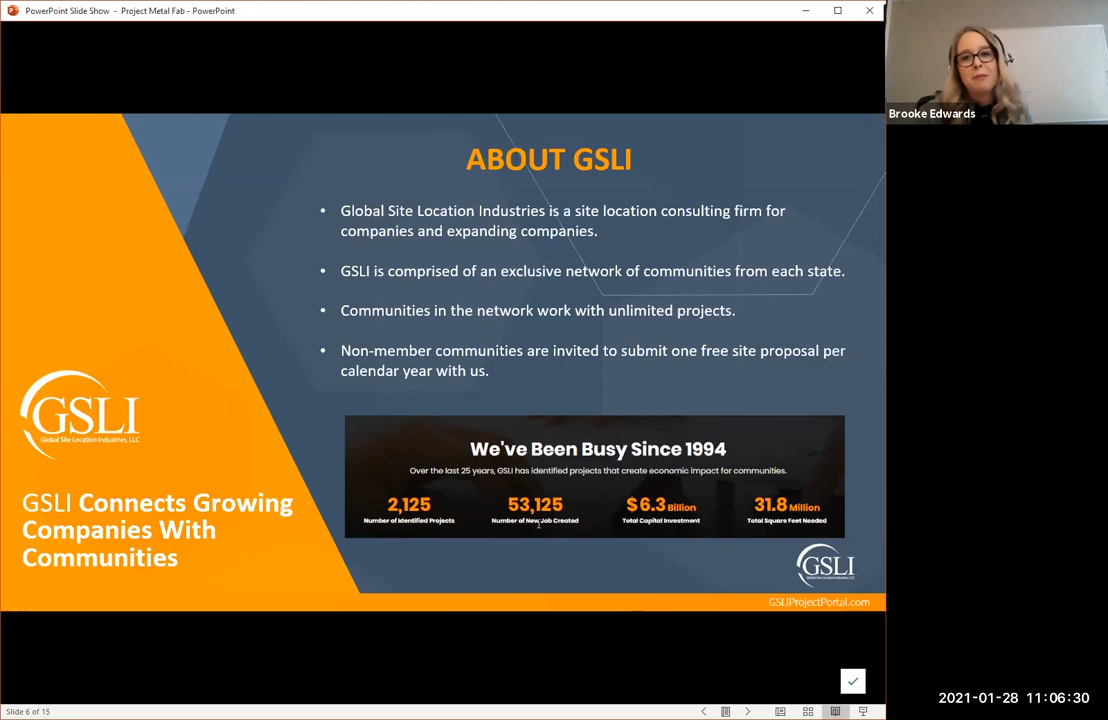 PowerPoint Slide Show - Project Metal Fab - PowerPoint
Brooke Edwards
ABOUT GSLI
• Global Site Location Industries is a site location consulting firm for
companies and expanding companies.
• GSLI is comprised of an exclusive network of communities from each state.
• Communities in the network work with unlimited projects.
• Non-member communities are invited to submit one free site proposal per
calendar year with us.
GSLI
Global Site Location Industries, LLC
GSLI Connects Growing
Companies With
Communities
We've Been Busy Since 1994
Over the last 25 years, GSLI has identified projects that create economic impact for communities.
2,125 53,125 $6.3 Billion 31.8 Million
Number of Identified Projects Number of New Job Created Total Capital Investment Total Square Feet Needed
GSLI
Global Site Location Industries, LLC
GSLIProjectPortal.com
2021-01-28 11:06:30
Slide 6 of 15